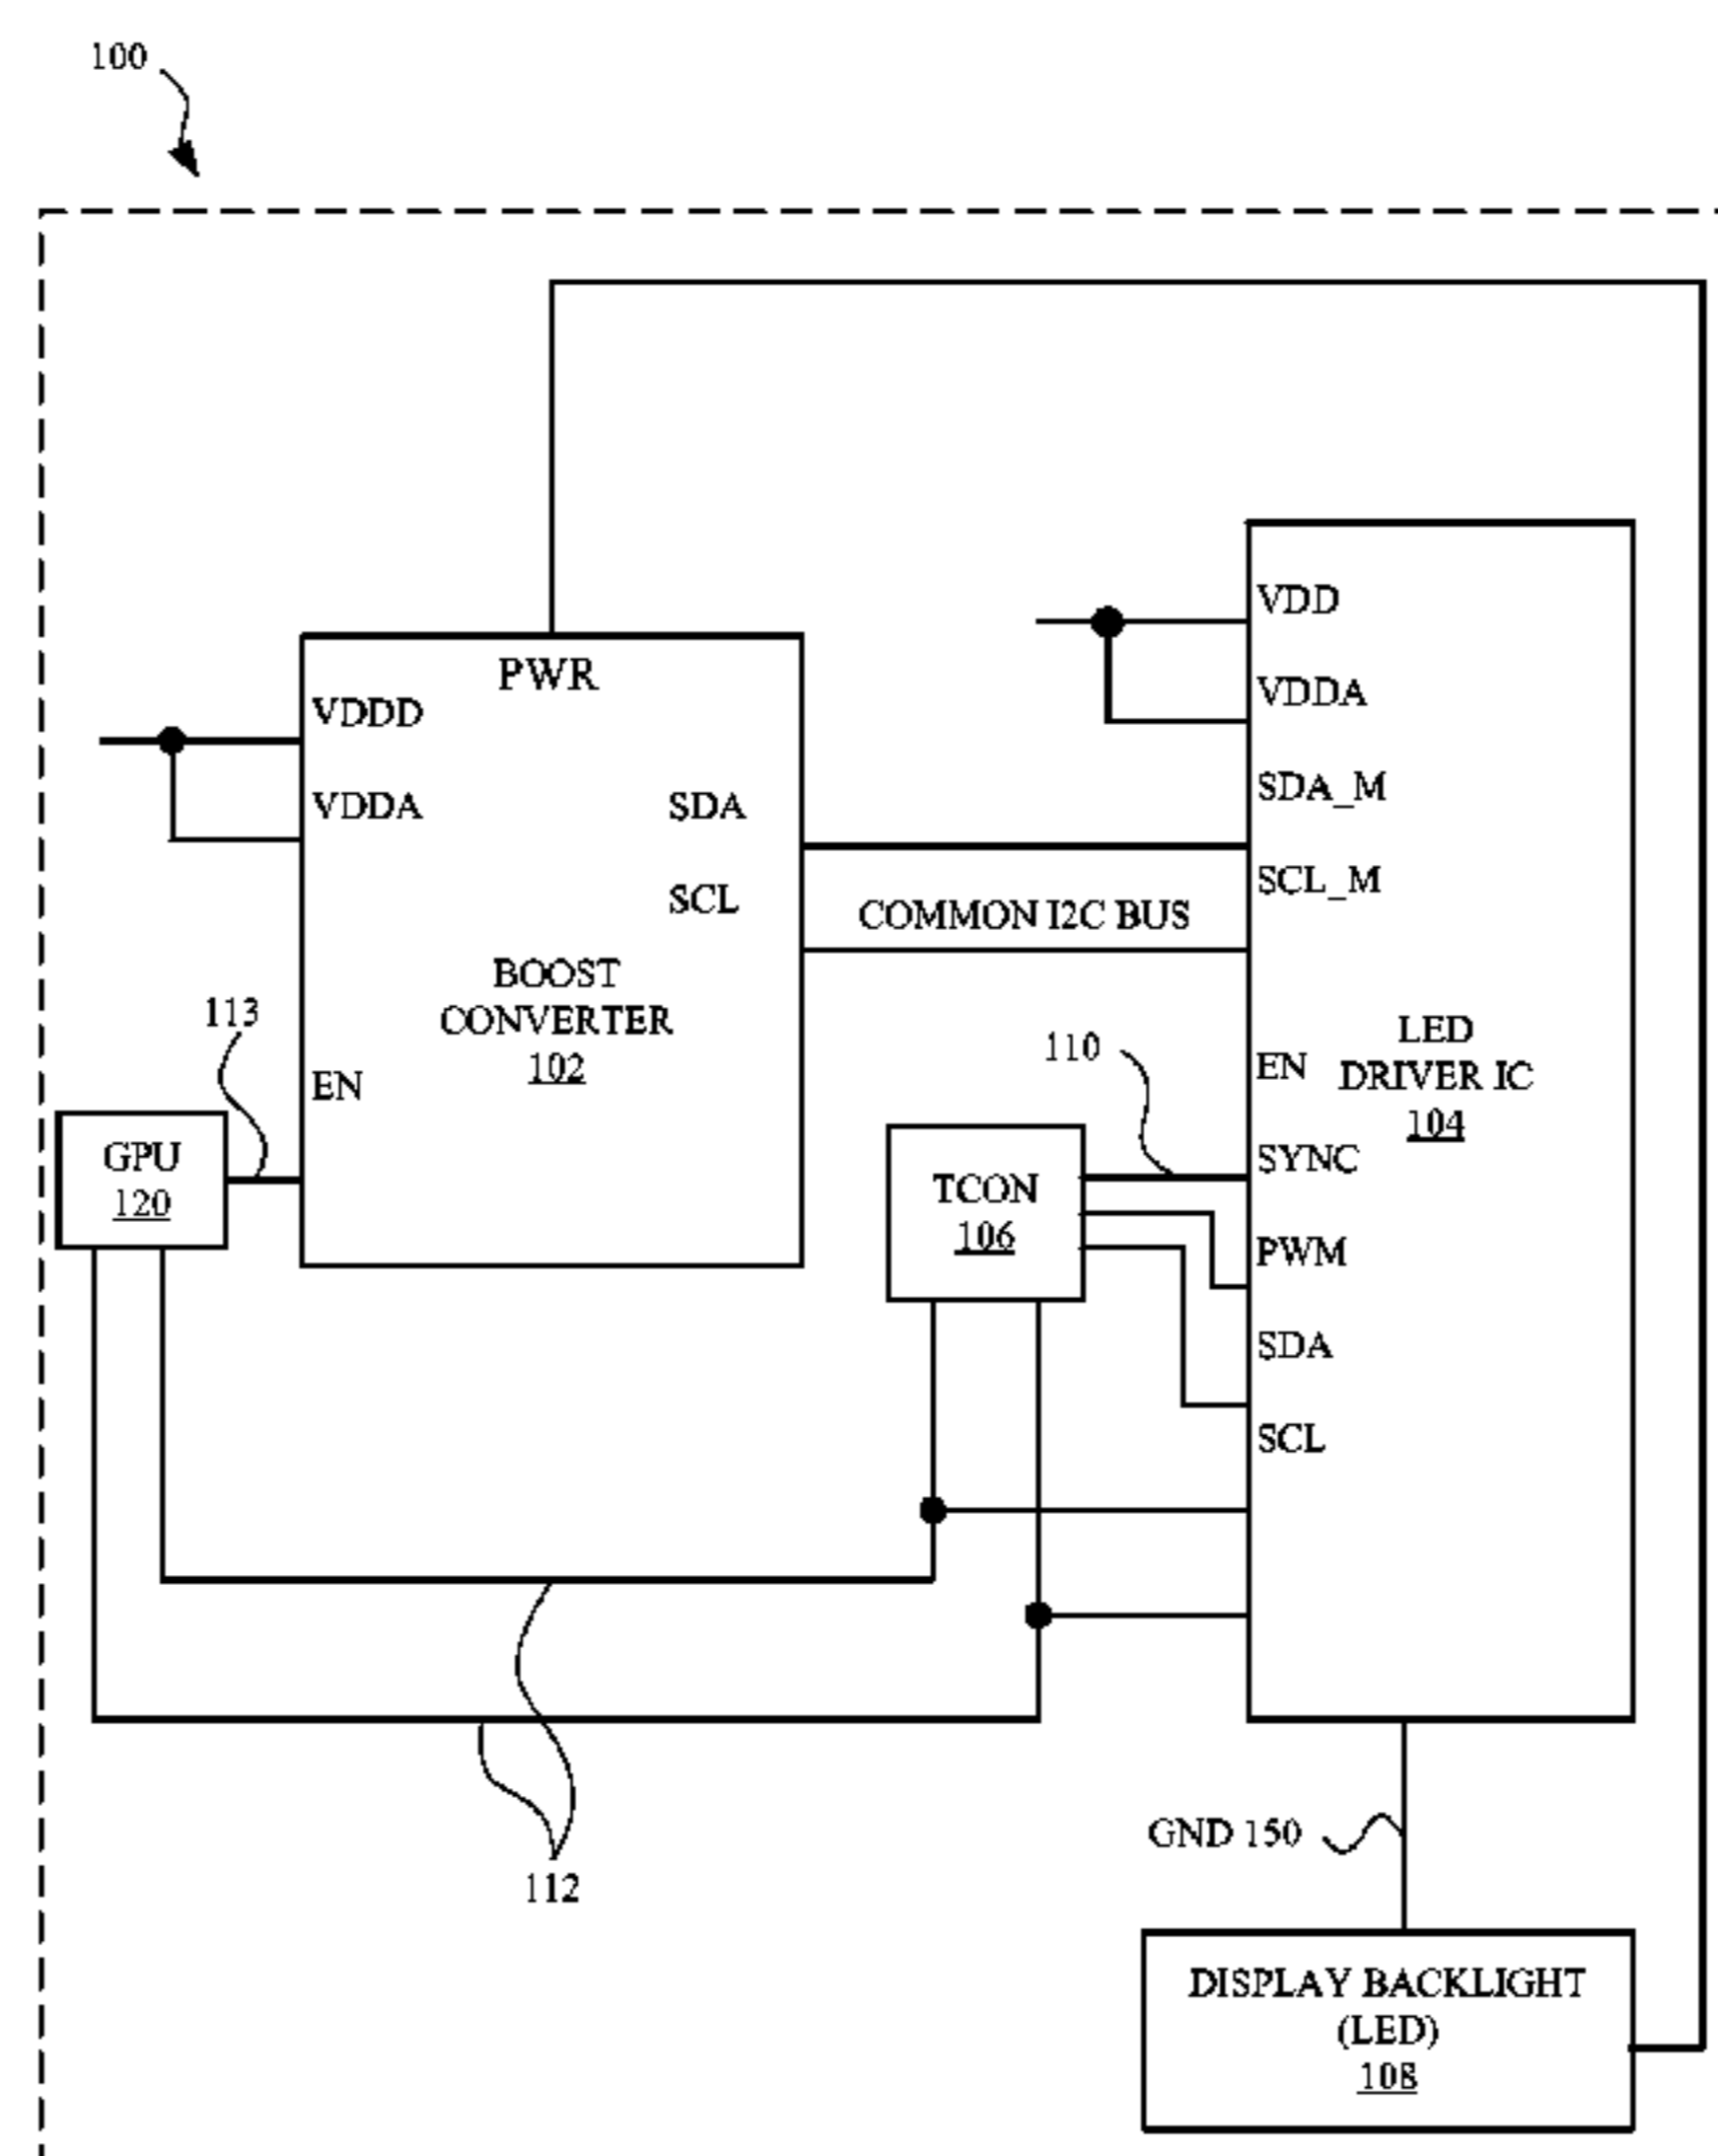 100
PWR
VDDD
VDDA
SDA
SCL
BOOST
CONVERTER
102
EN
113
GPU
120
COMMON I2C BUS
VDD
VDDA
SDA_M
SCL_M
LED
DRIVER IC
104
EN
SYNC
PWM
SDA
SCL
110
TCON
106
112
GND 150
DISPLAY BACKLIGHT
(LED)
108